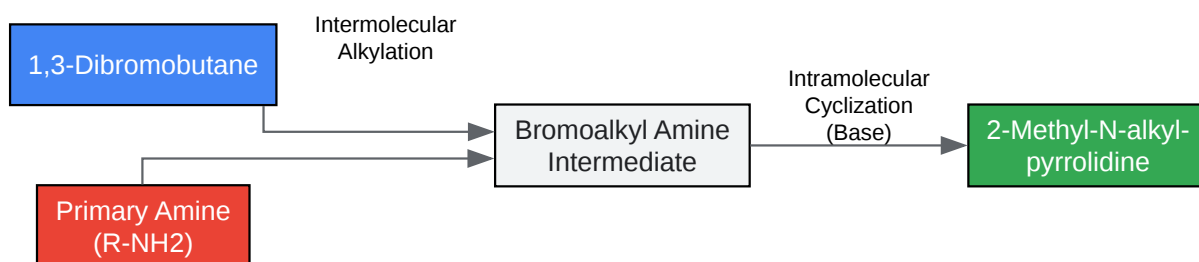 1,3-Dibromobutane
Intermolecular
Alkylation
Primary Amine
(R-NH2)
Bromoalkyl Amine
Intermediate
Intramolecular
Cyclization
(Base)
2-Methyl-N-alkyl-
pyrrolidine